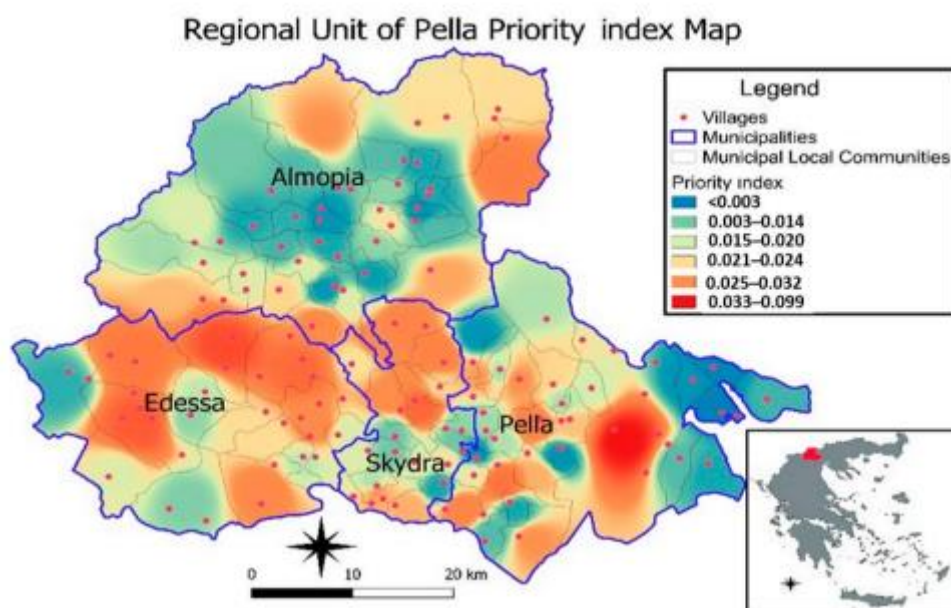 Regional Unit of Pella Priority index Map
Legend
Villages
Municipalities
Municipal Local Communities
Priority index
<0.003
0.003–0.014
0.015–0.020
0.021–0.024
0.025–0.032
0.033–0.099
Almopia
Edessa
Pella
Skydra
0 10 20 km